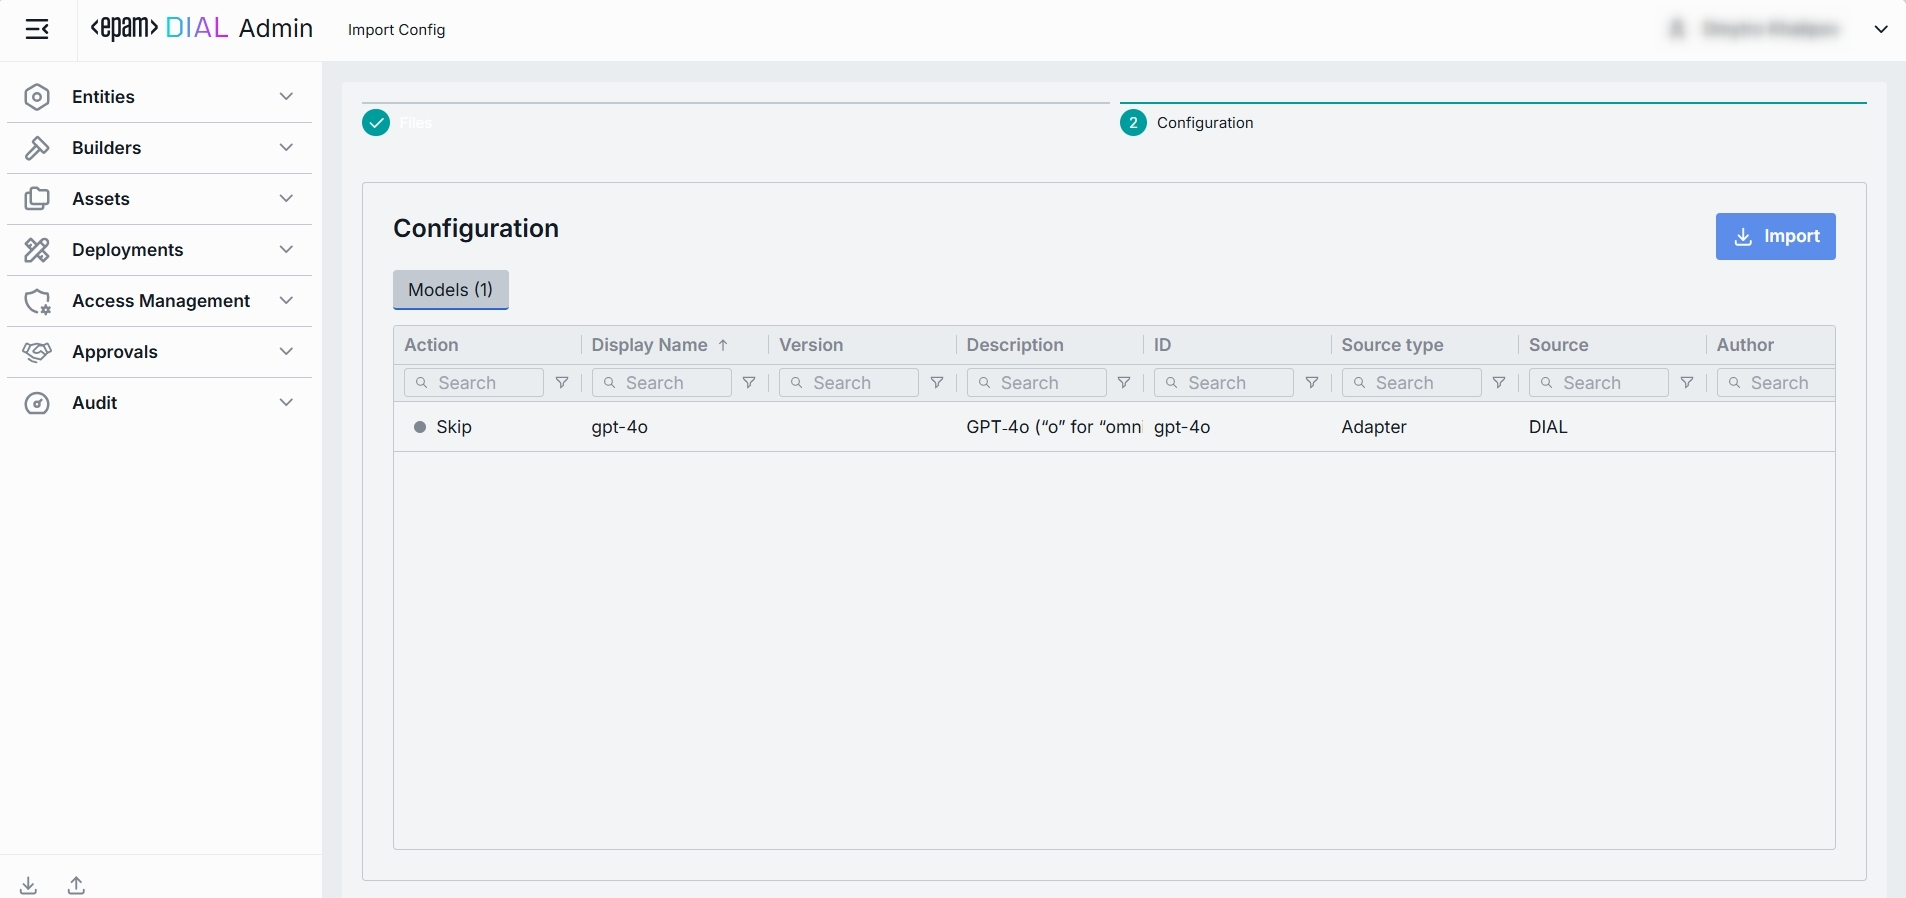 <epam> DIAL Admin
Import Config
Entities
Builders
Assets
Deployments
Access Management
Approvals
Audit
Files
2 Configuration
Configuration
Import
Models (1)
Action Display Name Version Description ID Source type Source Author
Search Search Search Search Search Search Search Search
Skip gpt-4o GPT-4o (“o” for “omni gpt-4o Adapter DIAL